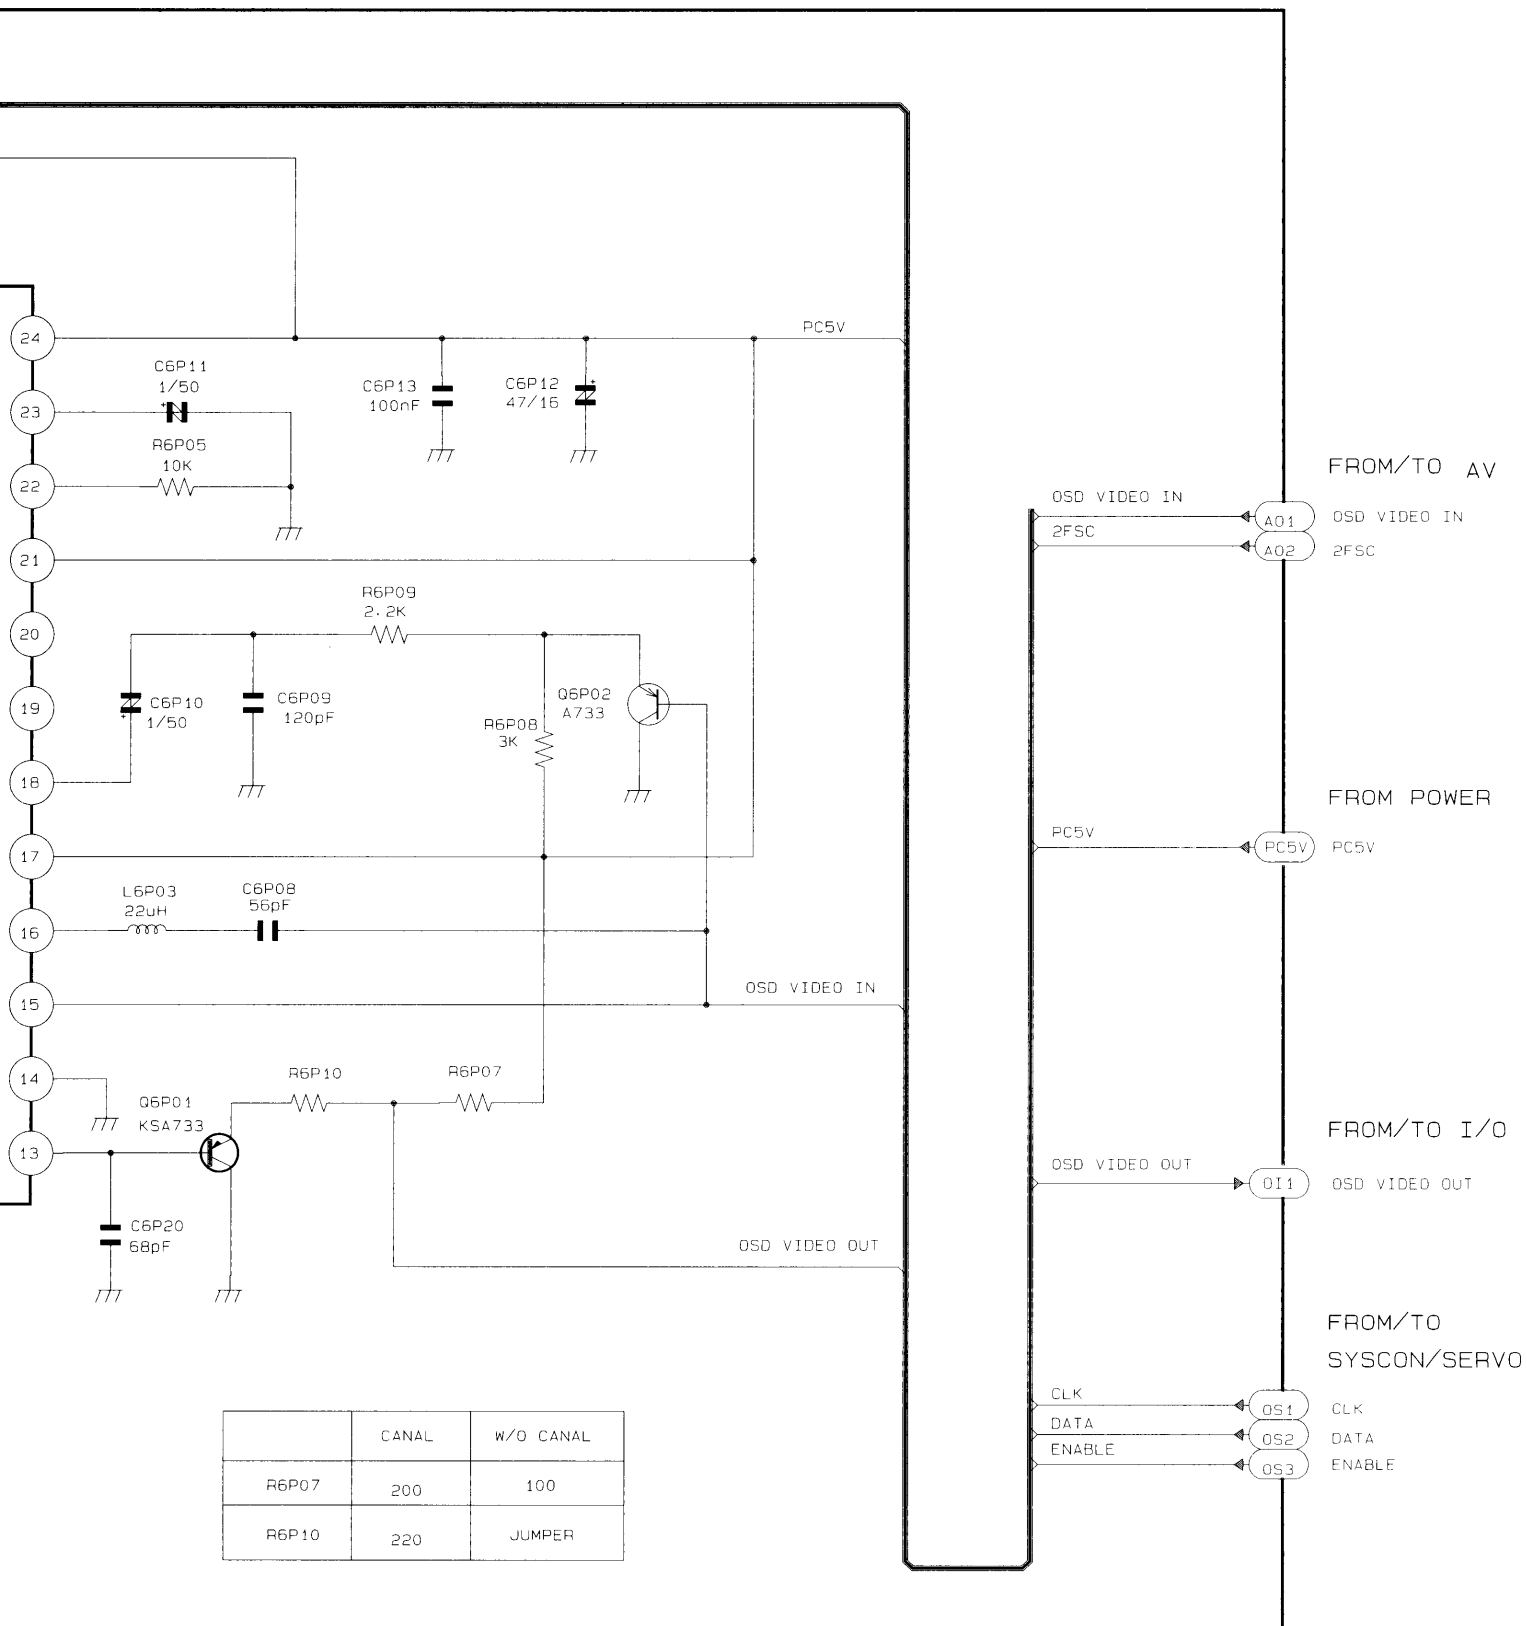 24
PC5V
C6P11
1/50
C6P13
100nF
C6P12
47/16
+
+
23
R6P05
10K
22
FROM/TO AV
OSD VIDEO IN
A01
OSD VIDEO IN
2FSC
A02
2FSC
21
R6P09
2.2K
20
19
C6P10
1/50
+
C6P09
120pF
R6P08
3K
Q6P02
A733
18
FROM POWER
PC5V
PC5V
PC5V
17
L6P03
22uH
C6P08
56pF
16
15
OSD VIDEO IN
14
R6P10
R6P07
Q6P01
KSA733
13
FROM/TO I/O
OSD VIDEO OUT
OI1
OSD VIDEO OUT
C6P20
68pF
OSD VIDEO OUT
FROM/TO
SYSCON/SERVO
CLK
OS1
CLK
DATA
OS2
DATA
ENABLE
OS3
ENABLE
CANAL
W/O CANAL
R6P07
200
100
R6P10
220
JUMPER